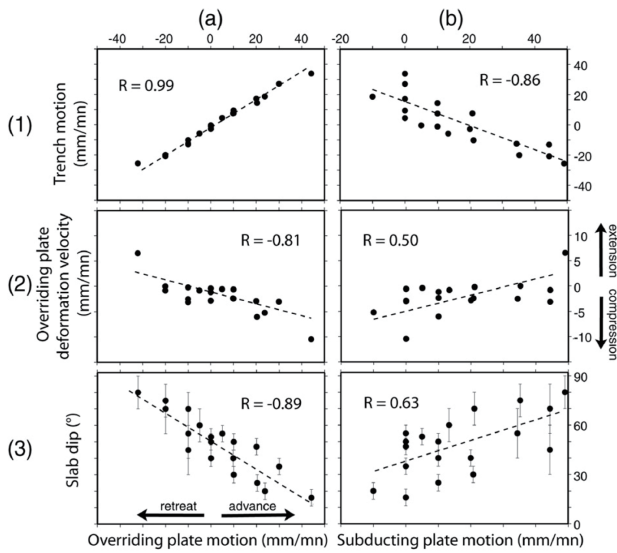 (a) (b)
-40 -20 0 20 40 -20 0 20 40
(1)
Trench motion
(mm/mn)
R = 0.99
R = -0.86
40
20
0
-20
-40
(2)
Overriding plate
deformation velocity
(mm/mn)
R = -0.81
R = 0.50
10
5
0
-5
-10
extension
compression
(3)
Slab dip (°)
R = -0.89
R = 0.63
90
60
30
0
retreat advance
Overriding plate motion (mm/mn) Subducting plate motion (mm/mn)